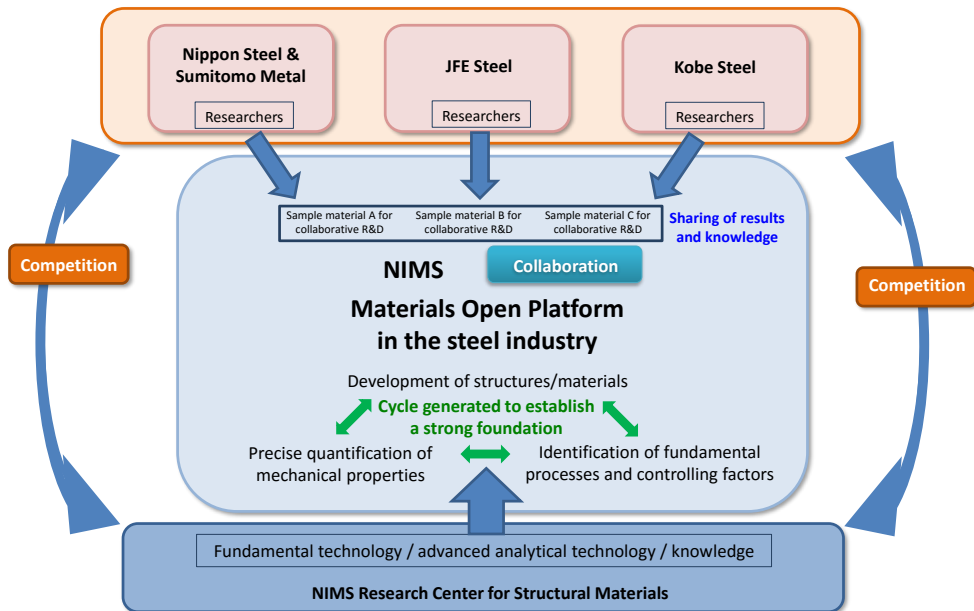 Nippon Steel &
Sumitomo Metal
Researchers
JFE Steel
Researchers
Kobe Steel
Researchers
Sample material A for
collaborative R&D
Sample material B for
collaborative R&D
Sample material C for
collaborative R&D
Sharing of results
and knowledge
Competition
Competition
NIMS
Collaboration
Materials Open Platform
in the steel industry
Development of structures/materials
Cycle generated to establish
a strong foundation
Precise quantification of
mechanical properties
Identification of fundamental
processes and controlling factors
Fundamental technology / advanced analytical technology / knowledge
NIMS Research Center for Structural Materials